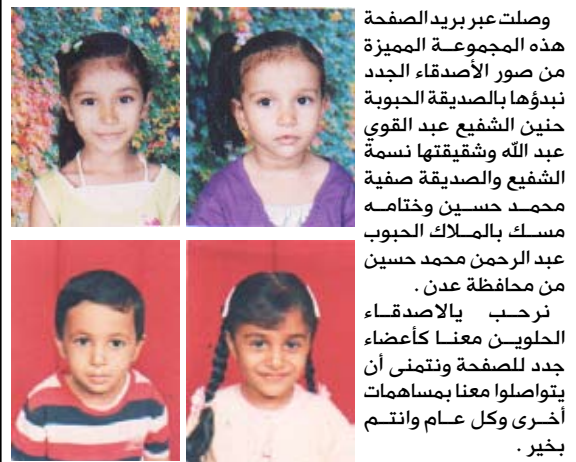 وصلت عبر بريد الصفحة
هذه المجموعة المميزة
من صور الأصدقاء الجدد
نبدؤها بالصديقة الحبوبة
حنين الشفيع عبد القوي
عبد الله وشقيقتها نسمة
الشفيع والصديقة صفية
محمد حسين وختامه
مسك بالملاك الحبوب
عبد الرحمن محمد حسين
من محافظة عدن .
نرحب يالاصدقاء
الحلوين معنا كأعضاء
جدد للصفحة ونتمنى أن
يتواصلوا معنا بمساهمات
أخرى وكل عام وانتم
بخير .